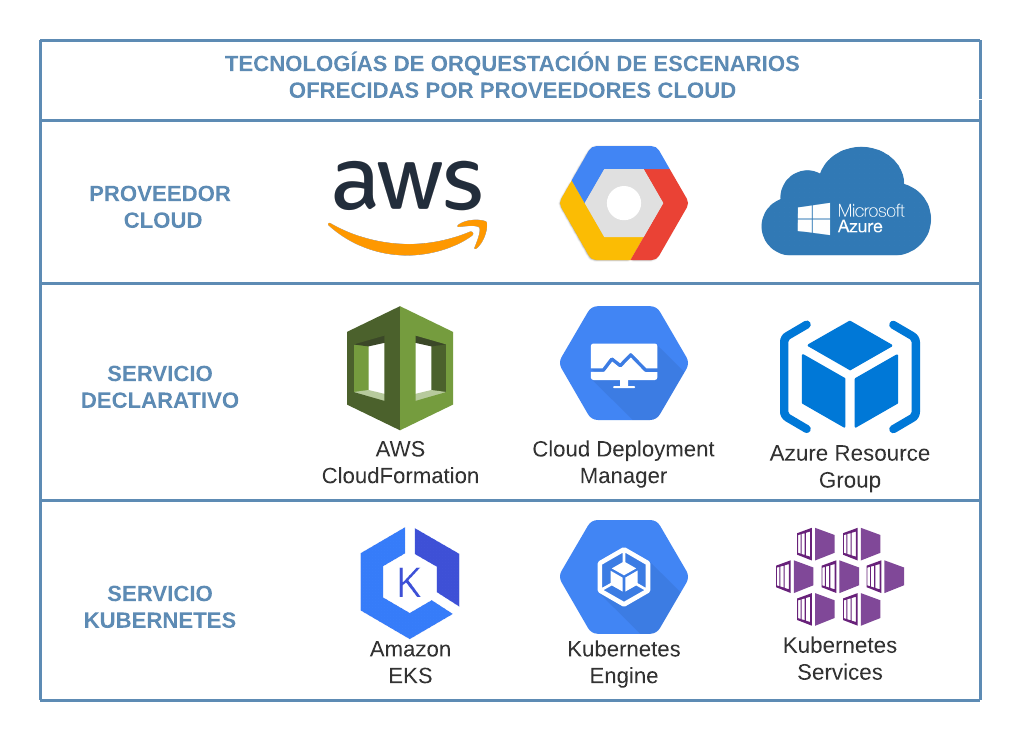 TECNOLOGÍAS DE ORQUESTACIÓN DE ESCENARIOS
OFRECIDAS POR PROVEEDORES CLOUD
PROVEEDOR
CLOUD
aws
Microsoft
Azure
SERVICIO
DECLARATIVO
AWS
CloudFormation
Cloud Deployment
Manager
Azure Resource
Group
SERVICIO
KUBERNETES
K
Amazon
EKS
Kubernetes
Engine
Kubernetes
Services